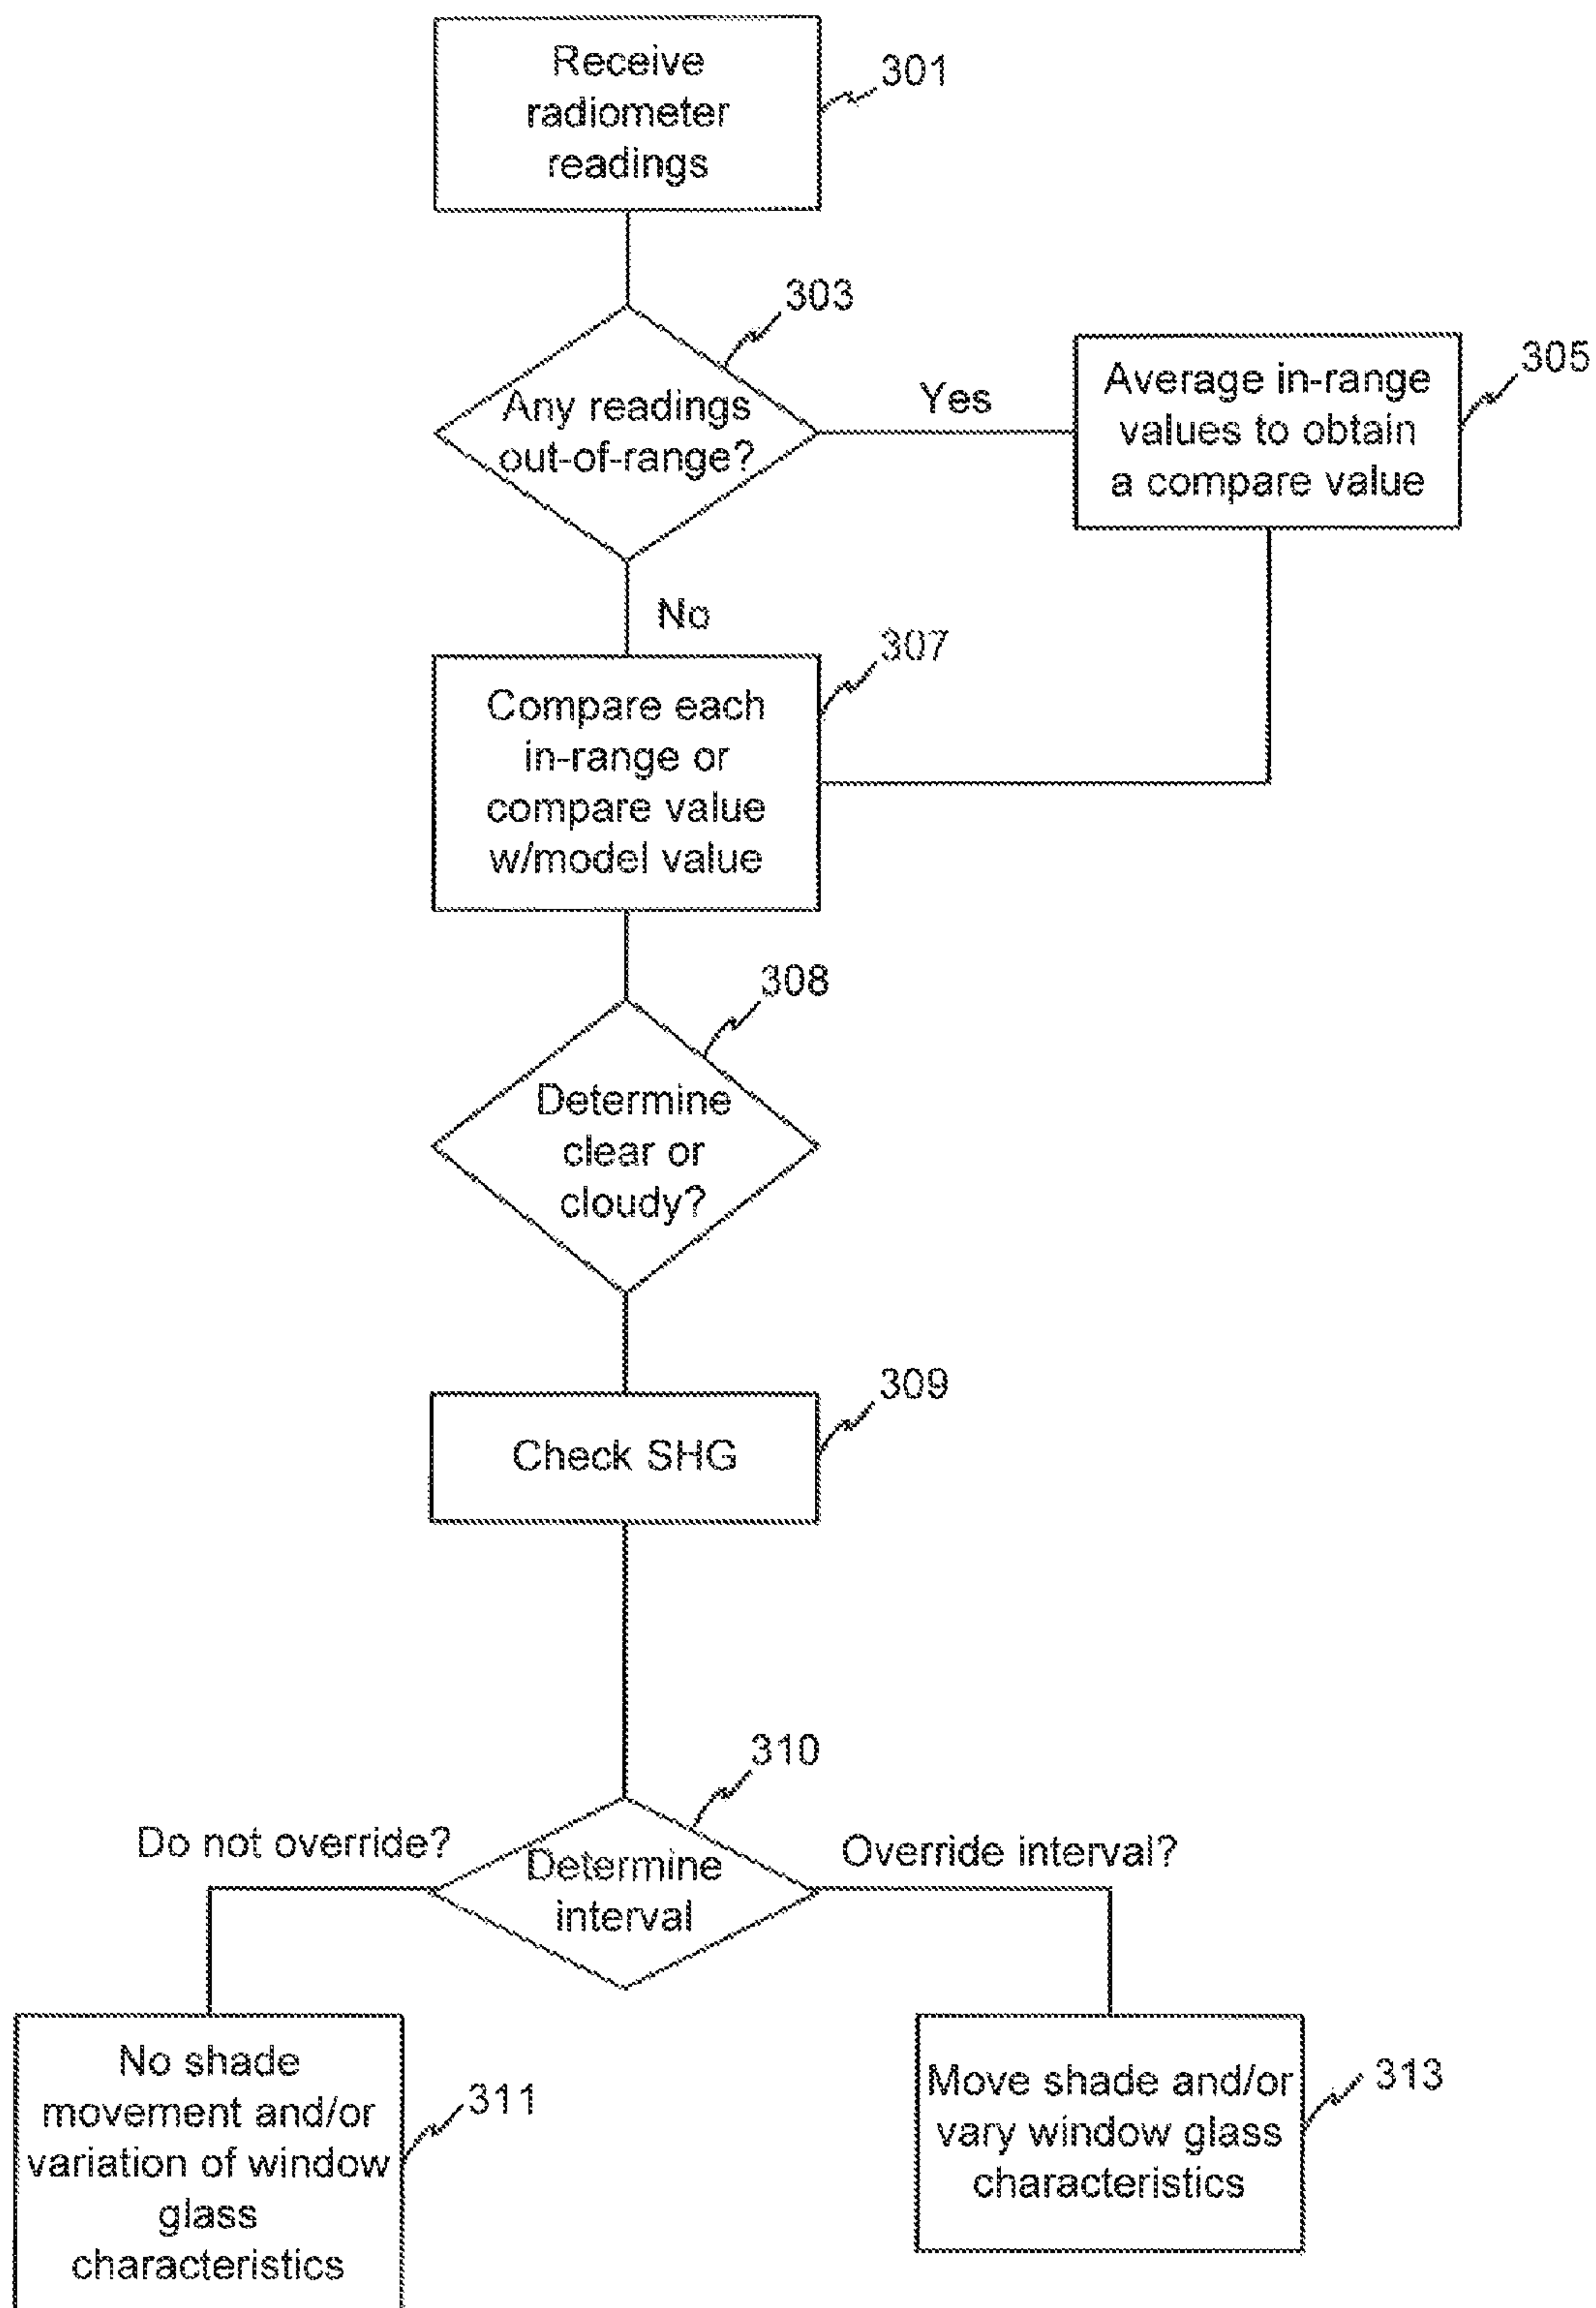 Receive
radiometer
readings
301
303
Any readings
out-of-range?
Yes
Average in-range
values to obtain
a compare value
305
No
307
Compare each
in-range or
compare value
w/model value
308
Determine
clear or
cloudy?
309
Check SHG
310
Do not override?
Determine
interval
Override interval?
No shade
movement and/or
variation of window
glass
characteristics
311
Move shade and/or
vary window glass
characteristics
313